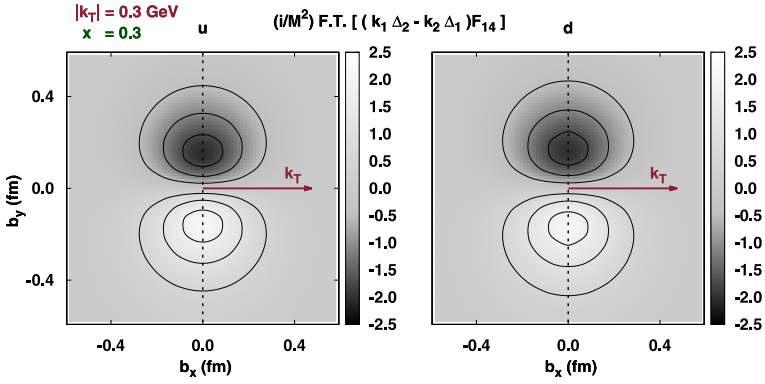 |k_T| = 0.3 GeV
x = 0.3
(i/M²) F.T. [ ( k₁ Δ₂ - k₂ Δ₁ )F₁₄ ]
u
d
b_y (fm)
0.4
0.0
-0.4
k_T
-0.4 0.0 0.4
b_x (fm)
2.5
2.0
1.5
1.0
0.5
0.0
-0.5
-1.0
-1.5
-2.0
-2.5
k_T
-0.4 0.0 0.4
b_x (fm)
2.5
2.0
1.5
1.0
0.5
0.0
-0.5
-1.0
-1.5
-2.0
-2.5